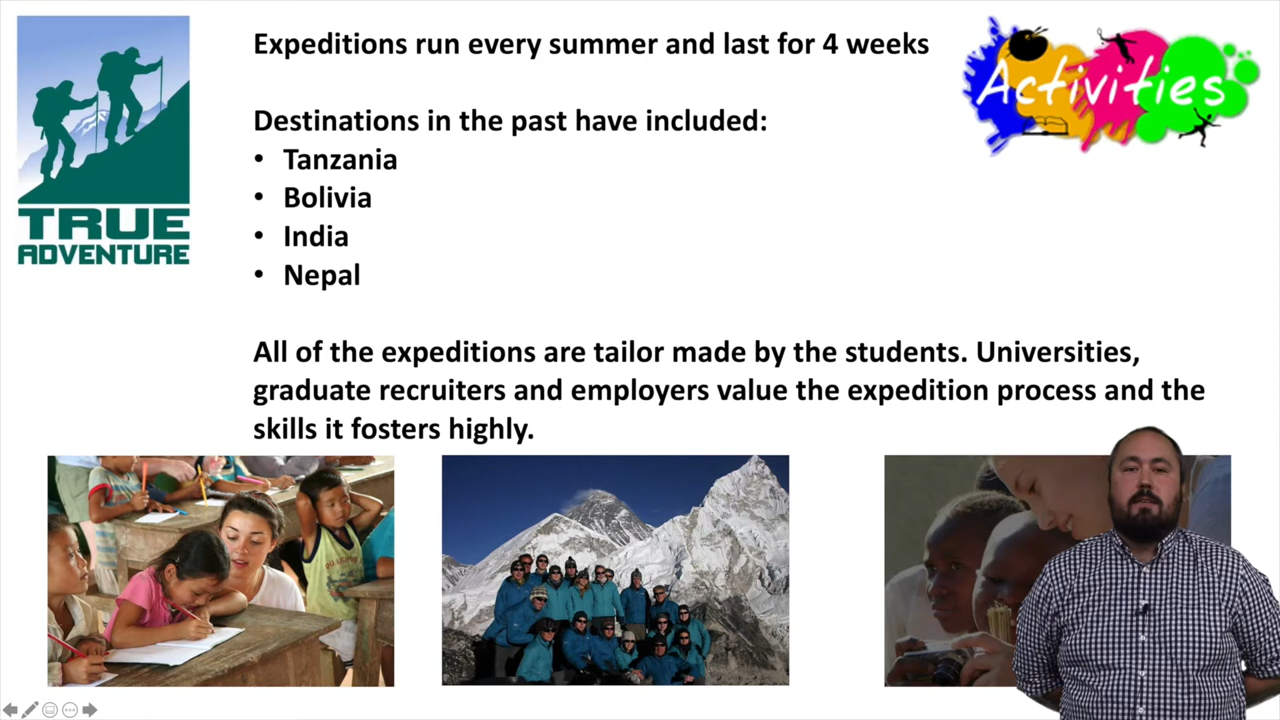 TRUE
ADVENTURE
Expeditions run every summer and last for 4 weeks
Activities
Destinations in the past have included:
• Tanzania
• Bolivia
• India
• Nepal
All of the expeditions are tailor made by the students. Universities,
graduate recruiters and employers value the expedition process and the
skills it fosters highly.